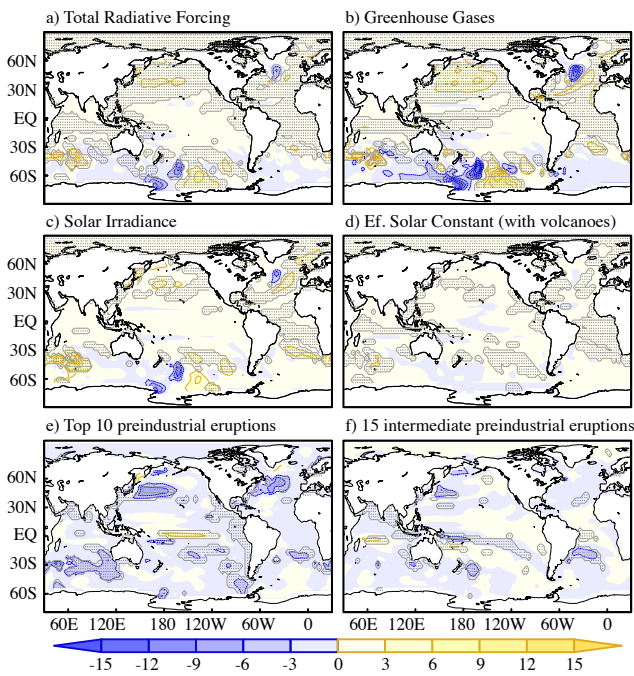 a) Total Radiative Forcing
b) Greenhouse Gases
60N
30N
EQ
30S
60S
c) Solar Irradiance
d) Ef. Solar Constant (with volcanoes)
60N
30N
EQ
30S
60S
e) Top 10 preindustrial eruptions
f) 15 intermediate preindustrial eruptions
60N
30N
EQ
30S
60S
60E 120E 180 120W 60W 0 60E 120E 180 120W 60W 0
-15 -12 -9 -6 -3 0 3 6 9 12 15